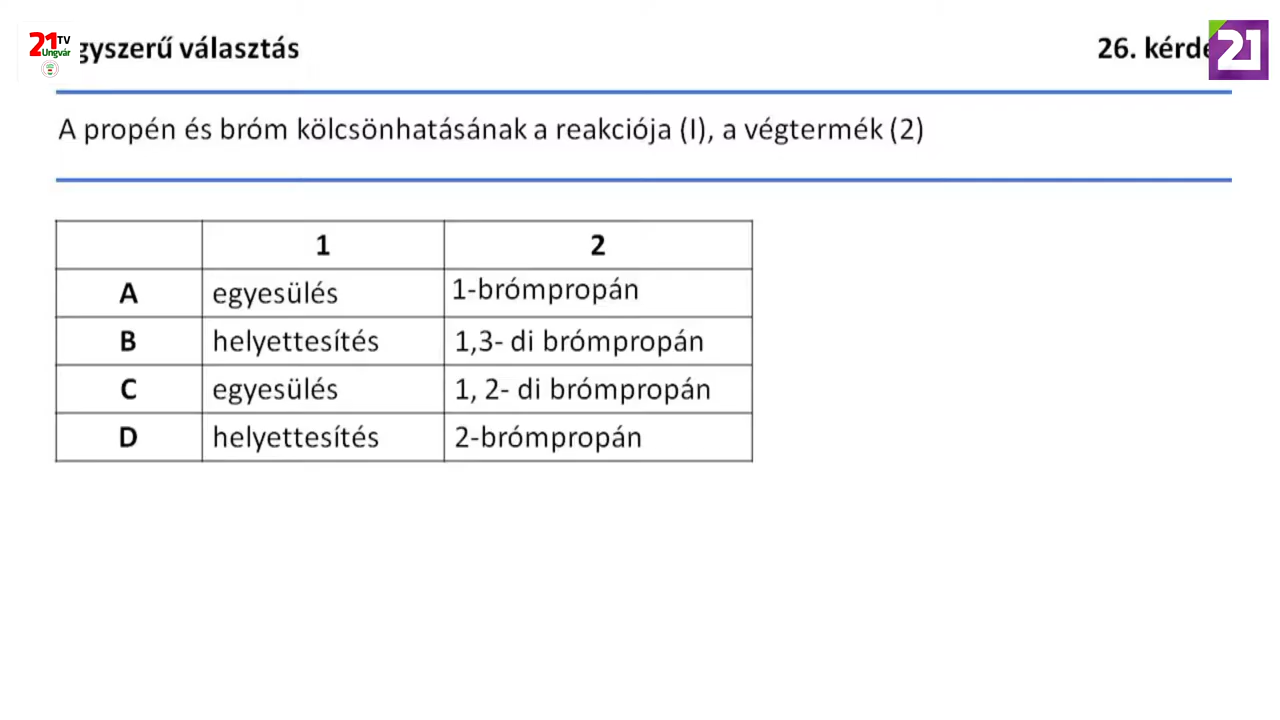 21 TV
Ungvár
gyszerű választás
26. kérdé
21
A propén és bróm kölcsönhatásának a reakciója (I), a végtermék (2)
1 2
A egyesülés 1-brómpropán
B helyettesítés 1,3- di brómpropán
C egyesülés 1, 2- di brómpropán
D helyettesítés 2-brómpropán